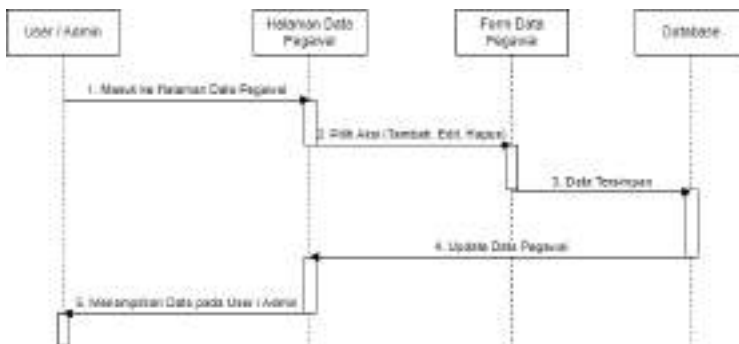 User / Admin
Halaman Data
Pegawai
Form Data
Pegawai
Database
1. Masuk ke Halaman Data Pegawai
2. Pilih Aksi (Tambah, Edit, Hapus)
3. Data Tersimpan
4. Update Data Pegawai
5. Menampilkan Data pada User / Admin